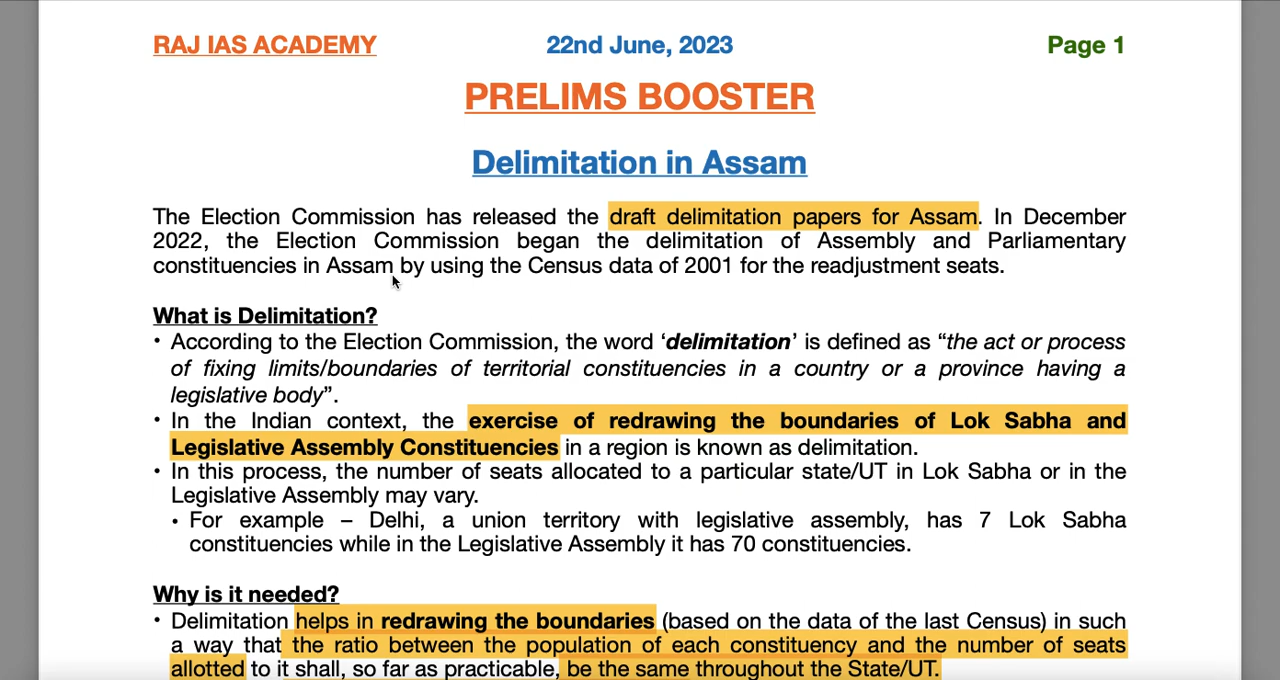 RAJ IAS ACADEMY 22nd June, 2023 Page 1
PRELIMS BOOSTER
Delimitation in Assam
The Election Commission has released the draft delimitation papers for Assam. In December
2022, the Election Commission began the delimitation of Assembly and Parliamentary
constituencies in Assam by using the Census data of 2001 for the readjustment seats.
What is Delimitation?
• According to the Election Commission, the word ‘delimitation’ is defined as “the act or process
of fixing limits/boundaries of territorial constituencies in a country or a province having a
legislative body”.
• In the Indian context, the exercise of redrawing the boundaries of Lok Sabha and
Legislative Assembly Constituencies in a region is known as delimitation.
• In this process, the number of seats allocated to a particular state/UT in Lok Sabha or in the
Legislative Assembly may vary.
• For example – Delhi, a union territory with legislative assembly, has 7 Lok Sabha
constituencies while in the Legislative Assembly it has 70 constituencies.
Why is it needed?
• Delimitation helps in redrawing the boundaries (based on the data of the last Census) in such
a way that the ratio between the population of each constituency and the number of seats
allotted to it shall, so far as practicable, be the same throughout the State/UT.